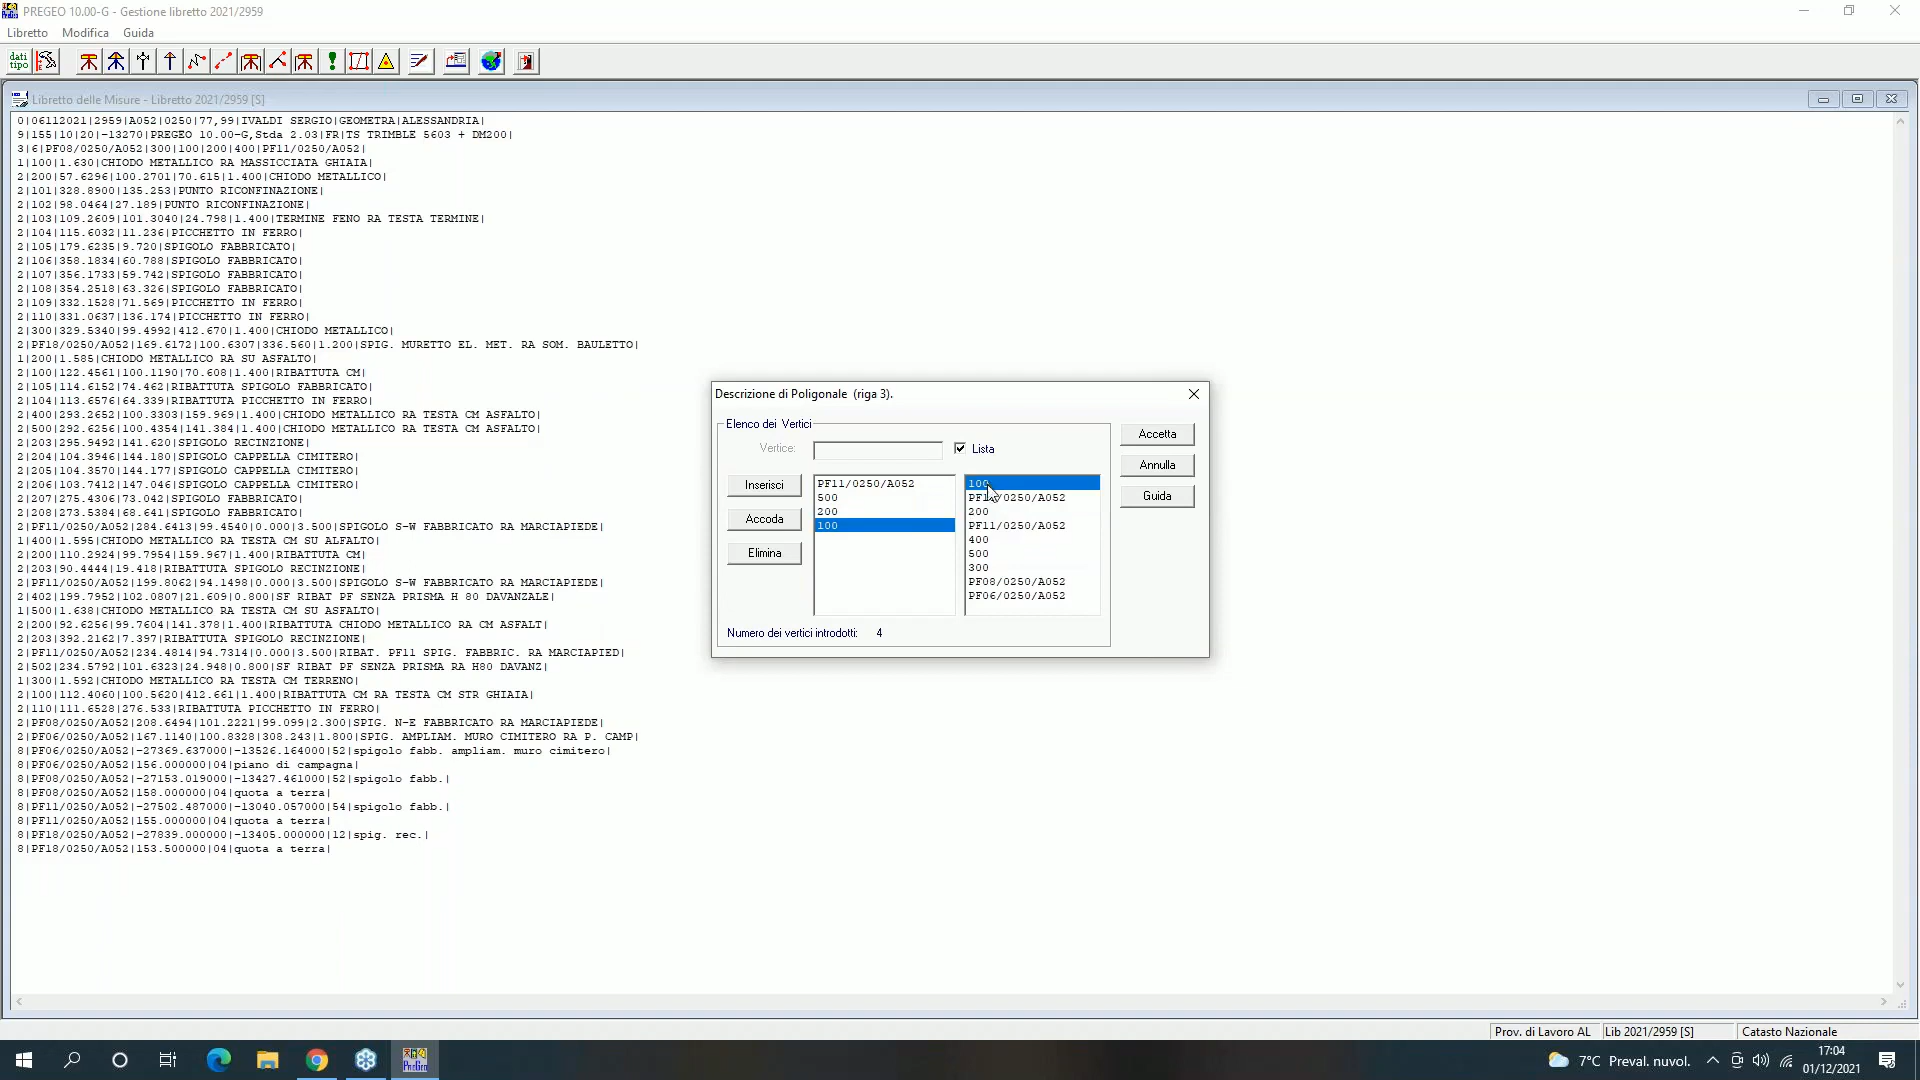 PREGEO 10.00-G - Gestione libretto 2021/2959
Libretto Modifica Guida
dati tipo
Libretto delle Misure - Libretto 2021/2959 [S]
0|06112021|2959|A052|0250|77,99|IVALDI SERGIO|GEOMETRA|ALESSANDRIA|
9|155|10|20|-13270|PREGEO 10.00-G,Stda 2.03|FR|TS TRIMBLE 5603 + DM200|
3|6|PF08/0250/A052|300|100|200|400|PF11/0250/A052|
1|100|1.630|CHIODO METALLICO RA MASSICCIATA GHIAIA|
2|200|57.6296|100.2701|70.615|1.400|CHIODO METALLICO|
2|101|328.8900|135.253|PUNTO RICONFINAZIONE|
2|102|98.0464|27.189|PUNTO RICONFINAZIONE|
2|103|109.2609|101.3040|24.798|1.400|TERMINE FENO RA TESTA TERMINE|
2|104|115.6032|11.236|PICCHETTO IN FERRO|
2|105|179.6235|9.720|SPIGOLO FABBRICATO|
2|106|358.1834|60.788|SPIGOLO FABBRICATO|
2|107|356.1733|59.742|SPIGOLO FABBRICATO|
2|108|354.2518|63.326|SPIGOLO FABBRICATO|
2|109|332.1528|71.569|PICCHETTO IN FERRO|
2|110|331.0637|136.174|PICCHETTO IN FERRO|
2|300|329.5340|99.4992|412.670|1.400|CHIODO METALLICO|
2|PF18/0250/A052|169.6172|100.6307|336.560|1.200|SPIG. MURETTO EL. MET. RA SOM. BAULETTO|
1|200|1.585|CHIODO METALLICO RA SU ASFALTO|
2|100|122.4561|100.1190|70.608|1.400|RIBATTUTA CM|
2|105|114.6152|74.462|RIBATTUTA SPIGOLO FABBRICATO|
2|104|113.6576|64.339|RIBATTUTA PICCHETTO IN FERRO|
2|400|293.2652|100.3303|159.969|1.400|CHIODO METALLICO RA TESTA CM ASFALTO|
2|500|292.6256|100.4354|141.384|1.400|CHIODO METALLICO RA TESTA CM ASFALTO|
2|203|295.9492|141.620|SPIGOLO RECINZIONE|
2|204|104.3946|144.180|SPIGOLO CAPPELLA CIMITERO|
2|205|104.3570|144.177|SPIGOLO CAPPELLA CIMITERO|
2|206|103.7412|147.046|SPIGOLO CAPPELLA CIMITERO|
2|207|275.4306|73.042|SPIGOLO FABBRICATO|
2|208|273.5384|68.641|SPIGOLO FABBRICATO|
2|PF11/0250/A052|284.6413|99.4540|0.000|3.500|SPIGOLO S-W FABBRICATO RA MARCIAPIEDE|
1|400|1.595|CHIODO METALLICO RA TESTA CM SU ALFALTO|
2|200|110.2924|99.7954|159.967|1.400|RIBATTUTA CM|
2|203|90.4444|19.418|RIBATTUTA SPIGOLO RECINZIONE|
2|PF11/0250/A052|199.8062|94.1498|0.000|3.500|SPIGOLO S-W FABBRICATO RA MARCIAPIEDE|
2|402|199.7952|102.0807|21.609|0.800|SF RIBAT PF SENZA PRISMA H 80 DAVANZALE|
1|500|1.638|CHIODO METALLICO RA TESTA CM SU ASFALTO|
2|200|92.6256|99.7604|141.378|1.400|RIBATTUTA CHIODO METALLICO RA CM ASFALT|
2|203|392.2162|7.397|RIBATTUTA SPIGOLO RECINZIONE|
2|PF11/0250/A052|234.4814|94.7314|0.000|3.500|RIBAT. PF11 SPIG. FABBRIC. RA MARCIAPIED|
2|502|234.5792|101.6323|24.948|0.800|SF RIBAT PF SENZA PRISMA RA H80 DAVANZ|
1|300|1.592|CHIODO METALLICO RA TESTA CM TERRENO|
2|100|112.4060|100.5620|412.661|1.400|RIBATTUTA CM RA TESTA CM STR GHIAIA|
2|110|111.6528|276.533|RIBATTUTA PICCHETTO IN FERRO|
2|PF08/0250/A052|208.6494|101.2221|99.099|2.300|SPIG. N-E FABBRICATO RA MARCIAPIEDE|
2|PF06/0250/A052|167.1140|100.8328|308.243|1.800|SPIG. AMPLIAM. MURO CIMITERO RA P. CAMP|
8|PF06/0250/A052|-27369.637000|-13526.164000|52|spigolo fabb. ampliam. muro cimitero|
8|PF06/0250/A052|156.000000|04|piano di campagna|
8|PF08/0250/A052|-27153.019000|-13427.461000|52|spigolo fabb.|
8|PF08/0250/A052|158.000000|04|quota a terra|
8|PF11/0250/A052|-27502.487000|-13040.057000|54|spigolo fabb.|
8|PF11/0250/A052|155.000000|04|quota a terra|
8|PF18/0250/A052|-27839.000000|-13405.000000|12|spig. rec.|
8|PF18/0250/A052|153.500000|04|quota a terra|
Descrizione di Poligonale (riga 3).
Elenco dei Vertici
Vertice:
Lista
Inserisci
Accoda
Elimina
PF11/0250/A052
500
200
100
100
/0250/A052
200
PF11/0250/A052
400
500
300
PF08/0250/A052
PF06/0250/A052
Numero dei vertici introdotti: 4
Accetta
Annulla
Guida
Prov. di Lavoro AL Lib 2021/2959 [S] Catasto Nazionale
7°C Preval. nuvol.
17:04
01/12/2021